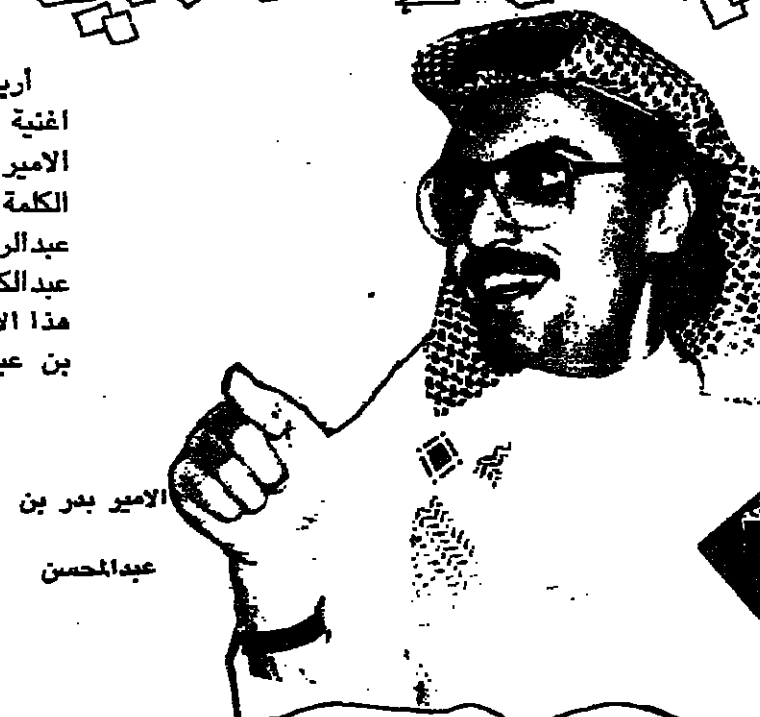 أري
اغنية
الامير
الكلمة
عبدالر
عبدالك
هذا الا
بن عب
الامير بدر بن
عبدالمحسن